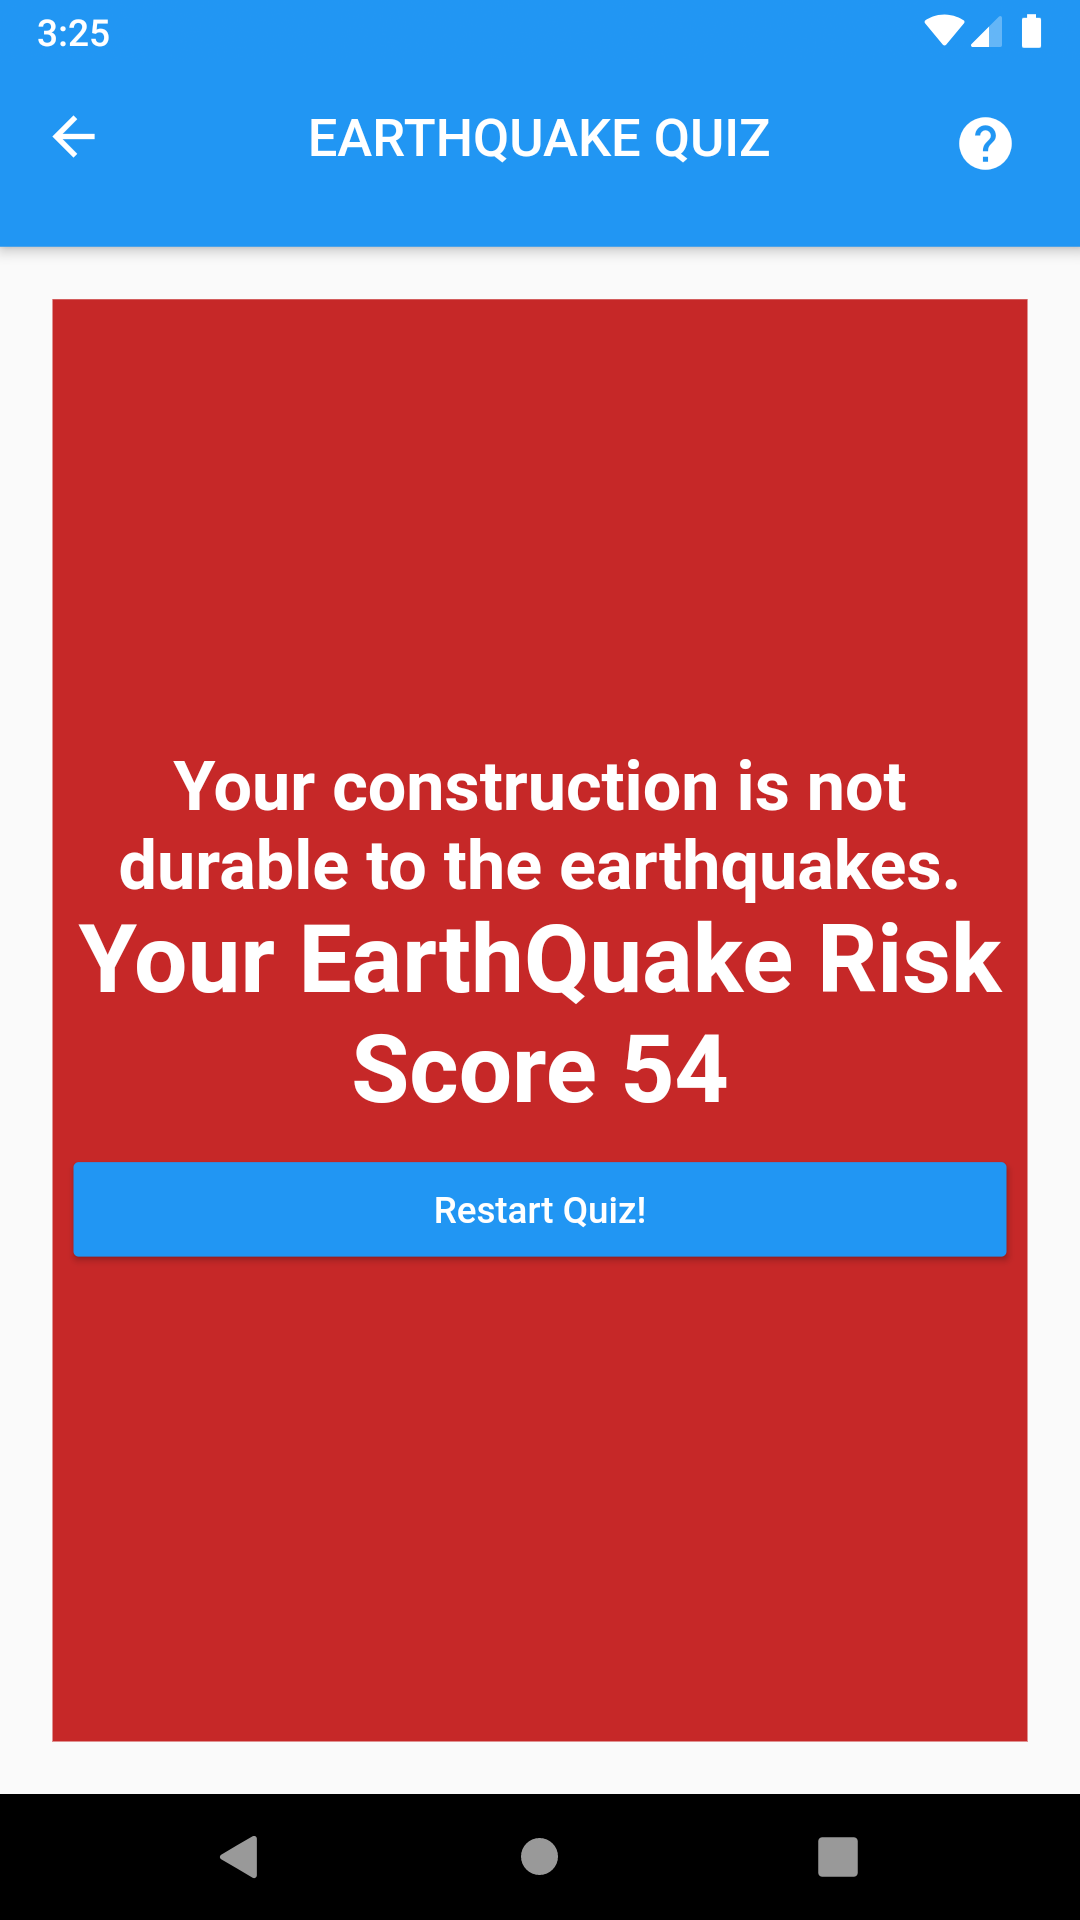 3:25
EARTHQUAKE QUIZ
Your construction is not
durable to the earthquakes.
Your EarthQuake Risk
Score 54
Restart Quiz!